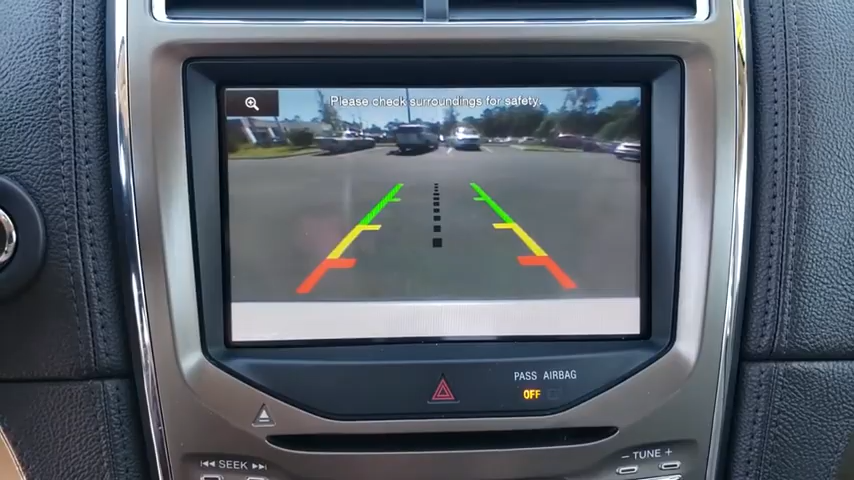 Please check surroundings for safety.
PASS AIRBAG
OFF
SEEK
− TUNE +